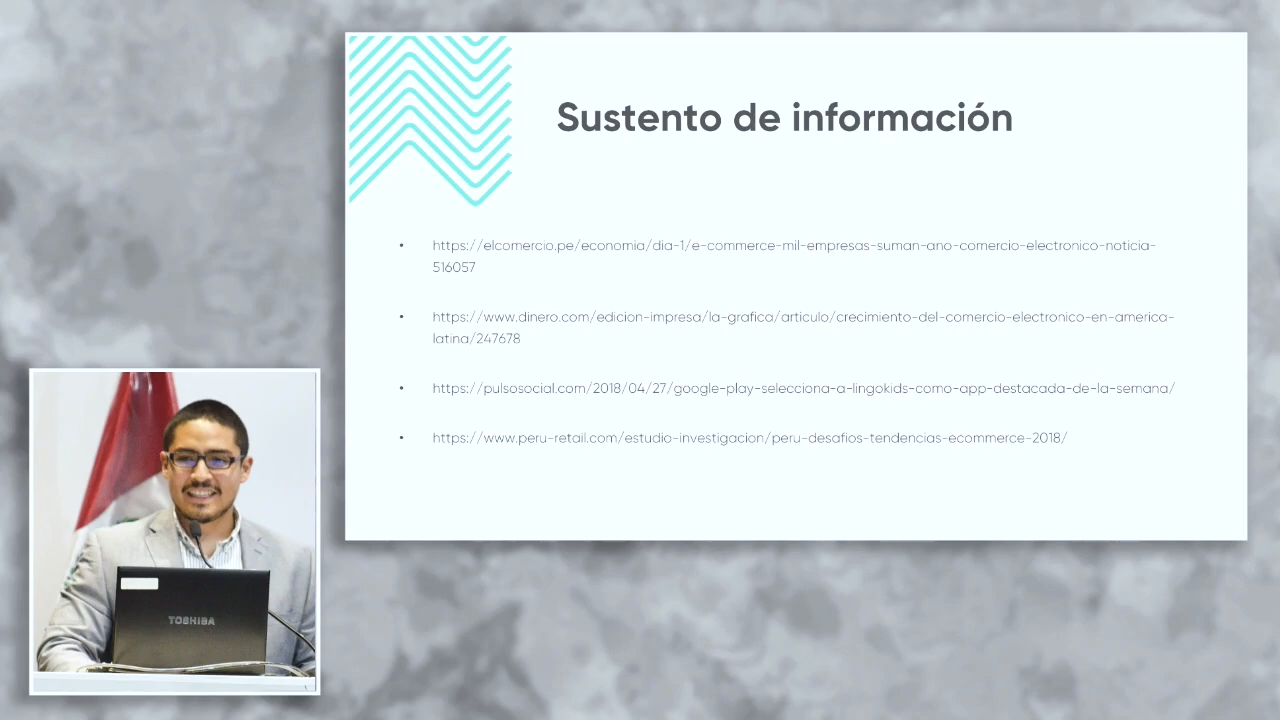 Sustento de información
• https://elcomercio.pe/economia/dia-1/e-commerce-mil-empresas-suman-ano-comercio-electronico-noticia-
516057
• https://www.dinero.com/edicion-impresa/la-grafica/articulo/crecimiento-del-comercio-electronico-en-america-
latina/247678
• https://pulsosocial.com/2018/04/27/google-play-selecciona-a-lingokids-como-app-destacada-de-la-semana/
• https://www.peru-retail.com/estudio-investigacion/peru-desafios-tendencias-ecommerce-2018/
TOSHIBA